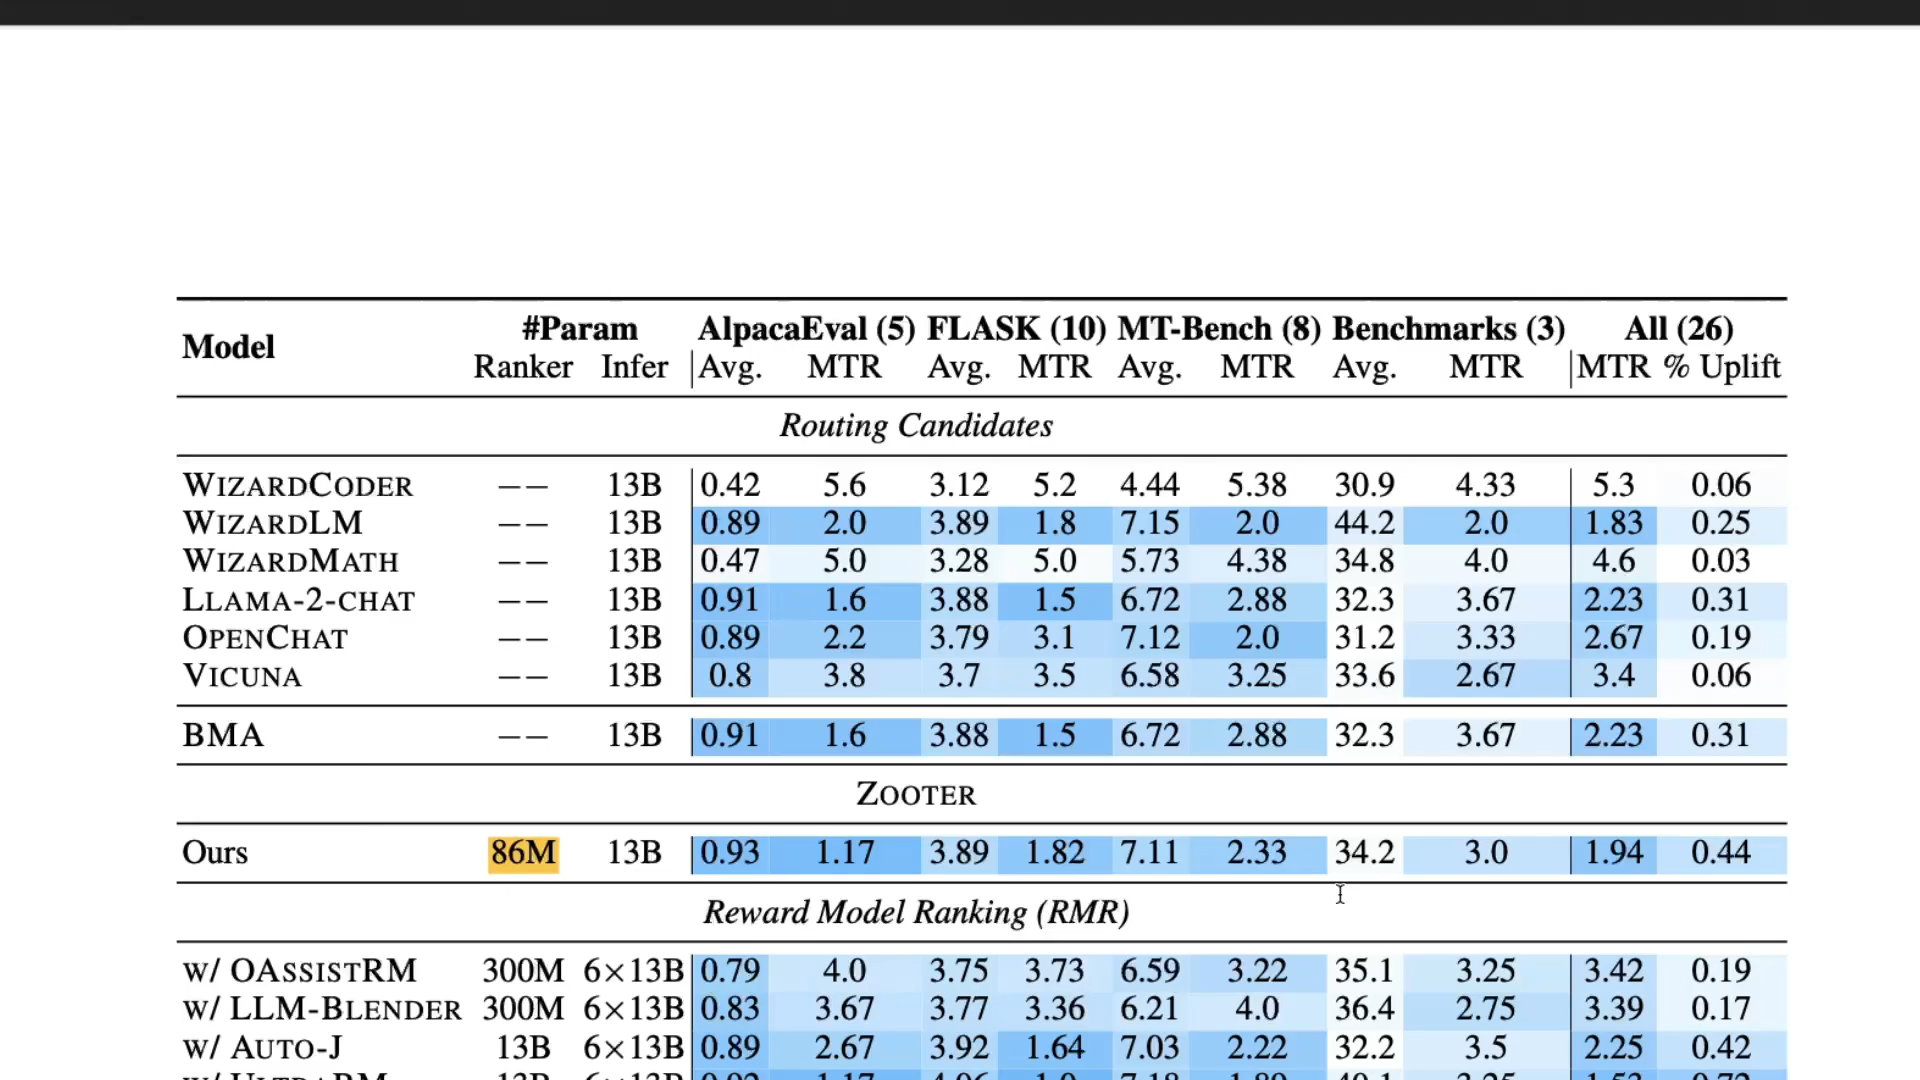 Model #Param AlpacaEval (5) FLASK (10) MT-Bench (8) Benchmarks (3) All (26)
Ranker Infer Avg. MTR Avg. MTR Avg. MTR Avg. MTR MTR % Uplift
Routing Candidates
WIZARDCODER –– 13B 0.42 5.6 3.12 5.2 4.44 5.38 30.9 4.33 5.3 0.06
WIZARDLM –– 13B 0.89 2.0 3.89 1.8 7.15 2.0 44.2 2.0 1.83 0.25
WIZARDMATH –– 13B 0.47 5.0 3.28 5.0 5.73 4.38 34.8 4.0 4.6 0.03
LLAMA-2-CHAT –– 13B 0.91 1.6 3.88 1.5 6.72 2.88 32.3 3.67 2.23 0.31
OPENCHAT –– 13B 0.89 2.2 3.79 3.1 7.12 2.0 31.2 3.33 2.67 0.19
VICUNA –– 13B 0.8 3.8 3.7 3.5 6.58 3.25 33.6 2.67 3.4 0.06
BMA –– 13B 0.91 1.6 3.88 1.5 6.72 2.88 32.3 3.67 2.23 0.31
ZOOTER
Ours 86M 13B 0.93 1.17 3.89 1.82 7.11 2.33 34.2 3.0 1.94 0.44
Reward Model Ranking (RMR)
W/ OASSISTRM 300M 6×13B 0.79 4.0 3.75 3.73 6.59 3.22 35.1 3.25 3.42 0.19
W/ LLM-BLENDER 300M 6×13B 0.83 3.67 3.77 3.36 6.21 4.0 36.4 2.75 3.39 0.17
W/ AUTO-J 13B 6×13B 0.89 2.67 3.92 1.64 7.03 2.22 32.2 3.5 2.25 0.42